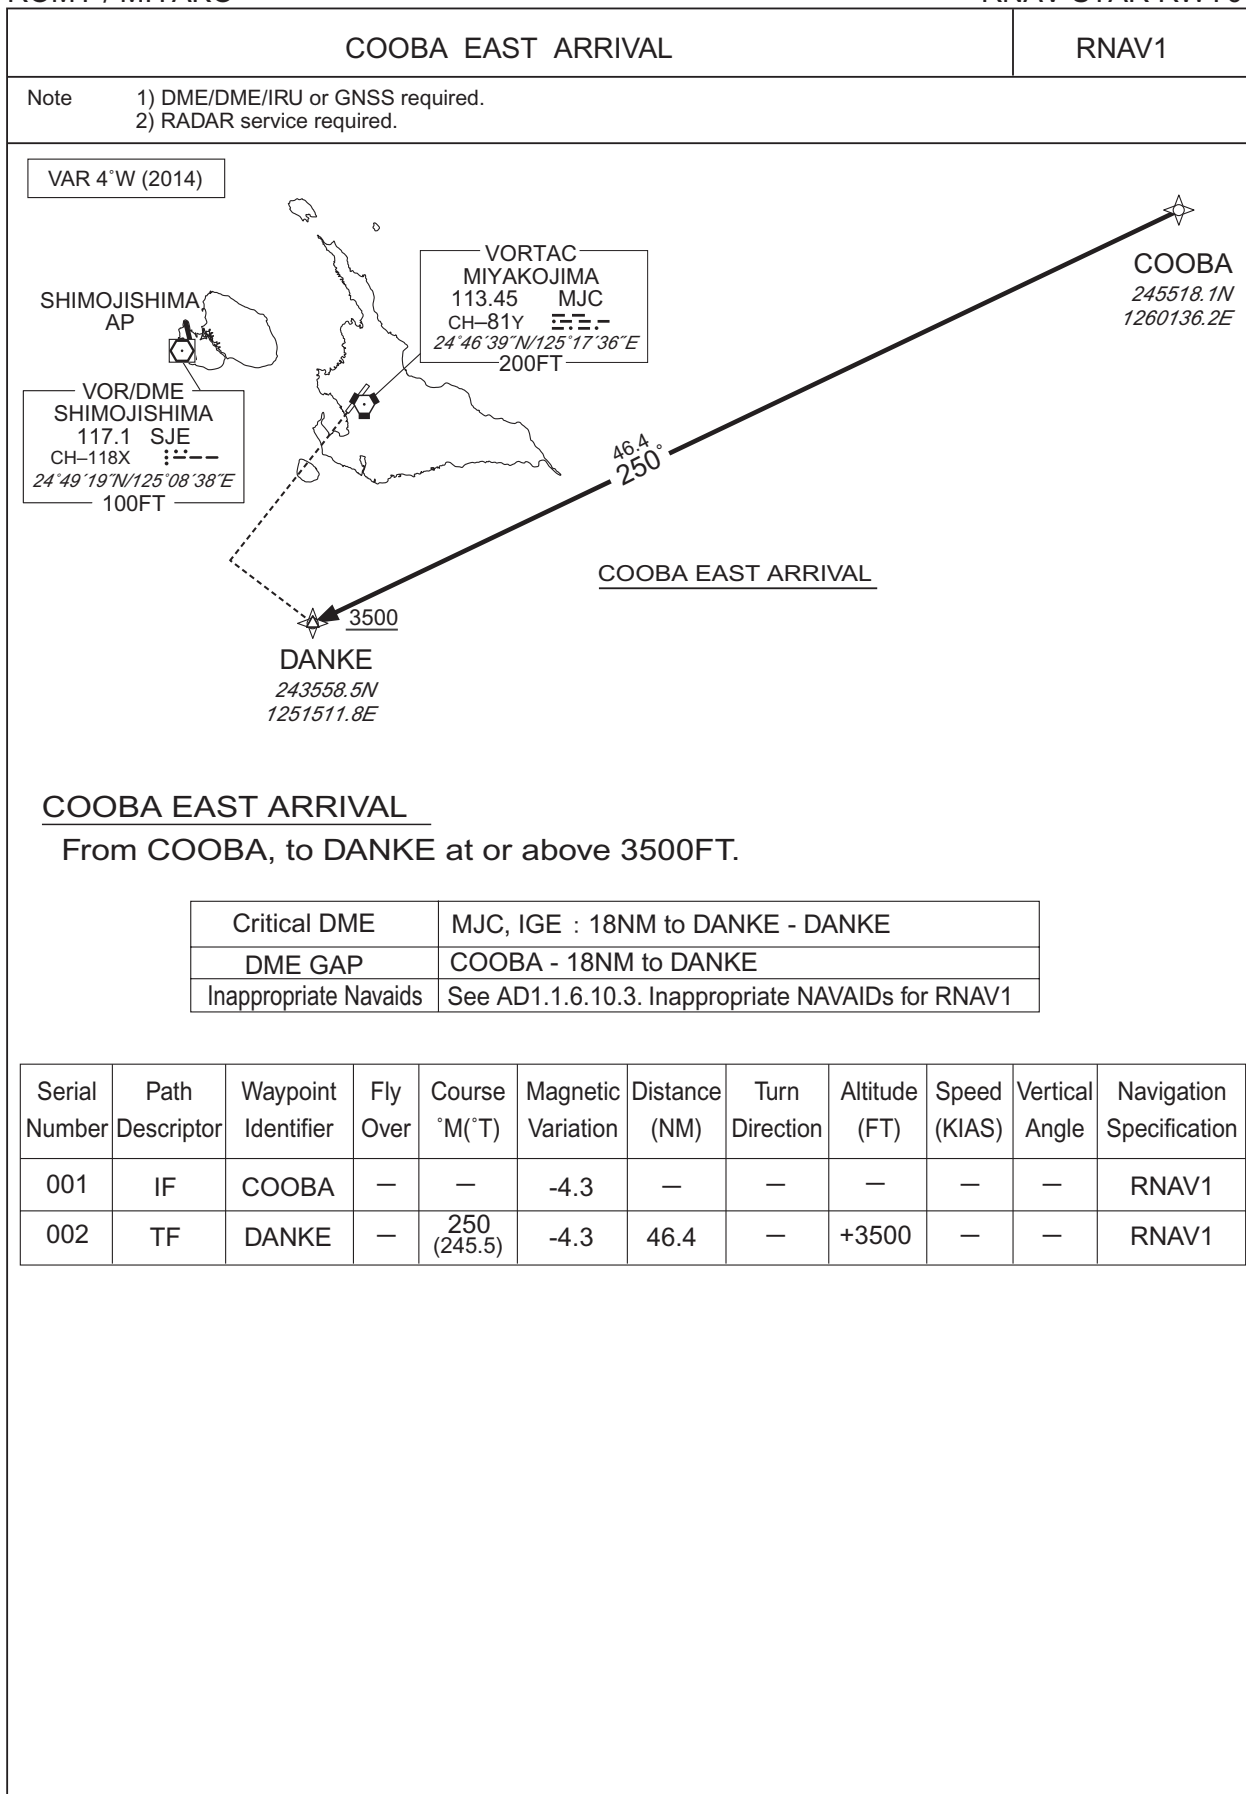 COOBA EAST ARRIVAL RNAV1
Note 1) DME/DME/IRU or GNSS required.
2) RADAR service required.
VAR 4˚W (2014)
COOBA
245518.1N
1260136.2E
VORTAC
MIYAKOJIMA
113.45 MJC
CH–81Y
24˚46´39˝N/125˚17´36˝E
200FT
SHIMOJISHIMA
AP
VOR/DME
SHIMOJISHIMA
117.1 SJE
CH–118X
24˚49´19˝N/125˚08´38˝E
100FT
46.4
250˚
COOBA EAST ARRIVAL
3500
DANKE
243558.5N
1251511.8E
COOBA EAST ARRIVAL
From COOBA, to DANKE at or above 3500FT.
Critical DME MJC, IGE : 18NM to DANKE - DANKE
DME GAP COOBA - 18NM to DANKE
Inappropriate Navaids See AD1.1.6.10.3. Inappropriate NAVAIDs for RNAV1
Serial Path Waypoint Fly Course Magnetic Distance Turn Altitude Speed Vertical Navigation
Number Descriptor Identifier Over ˚M(˚T) Variation (NM) Direction (FT) (KIAS) Angle Specification
001 IF COOBA — — -4.3 — — — — — RNAV1
002 TF DANKE — 250 (245.5) -4.3 46.4 — +3500 — — RNAV1